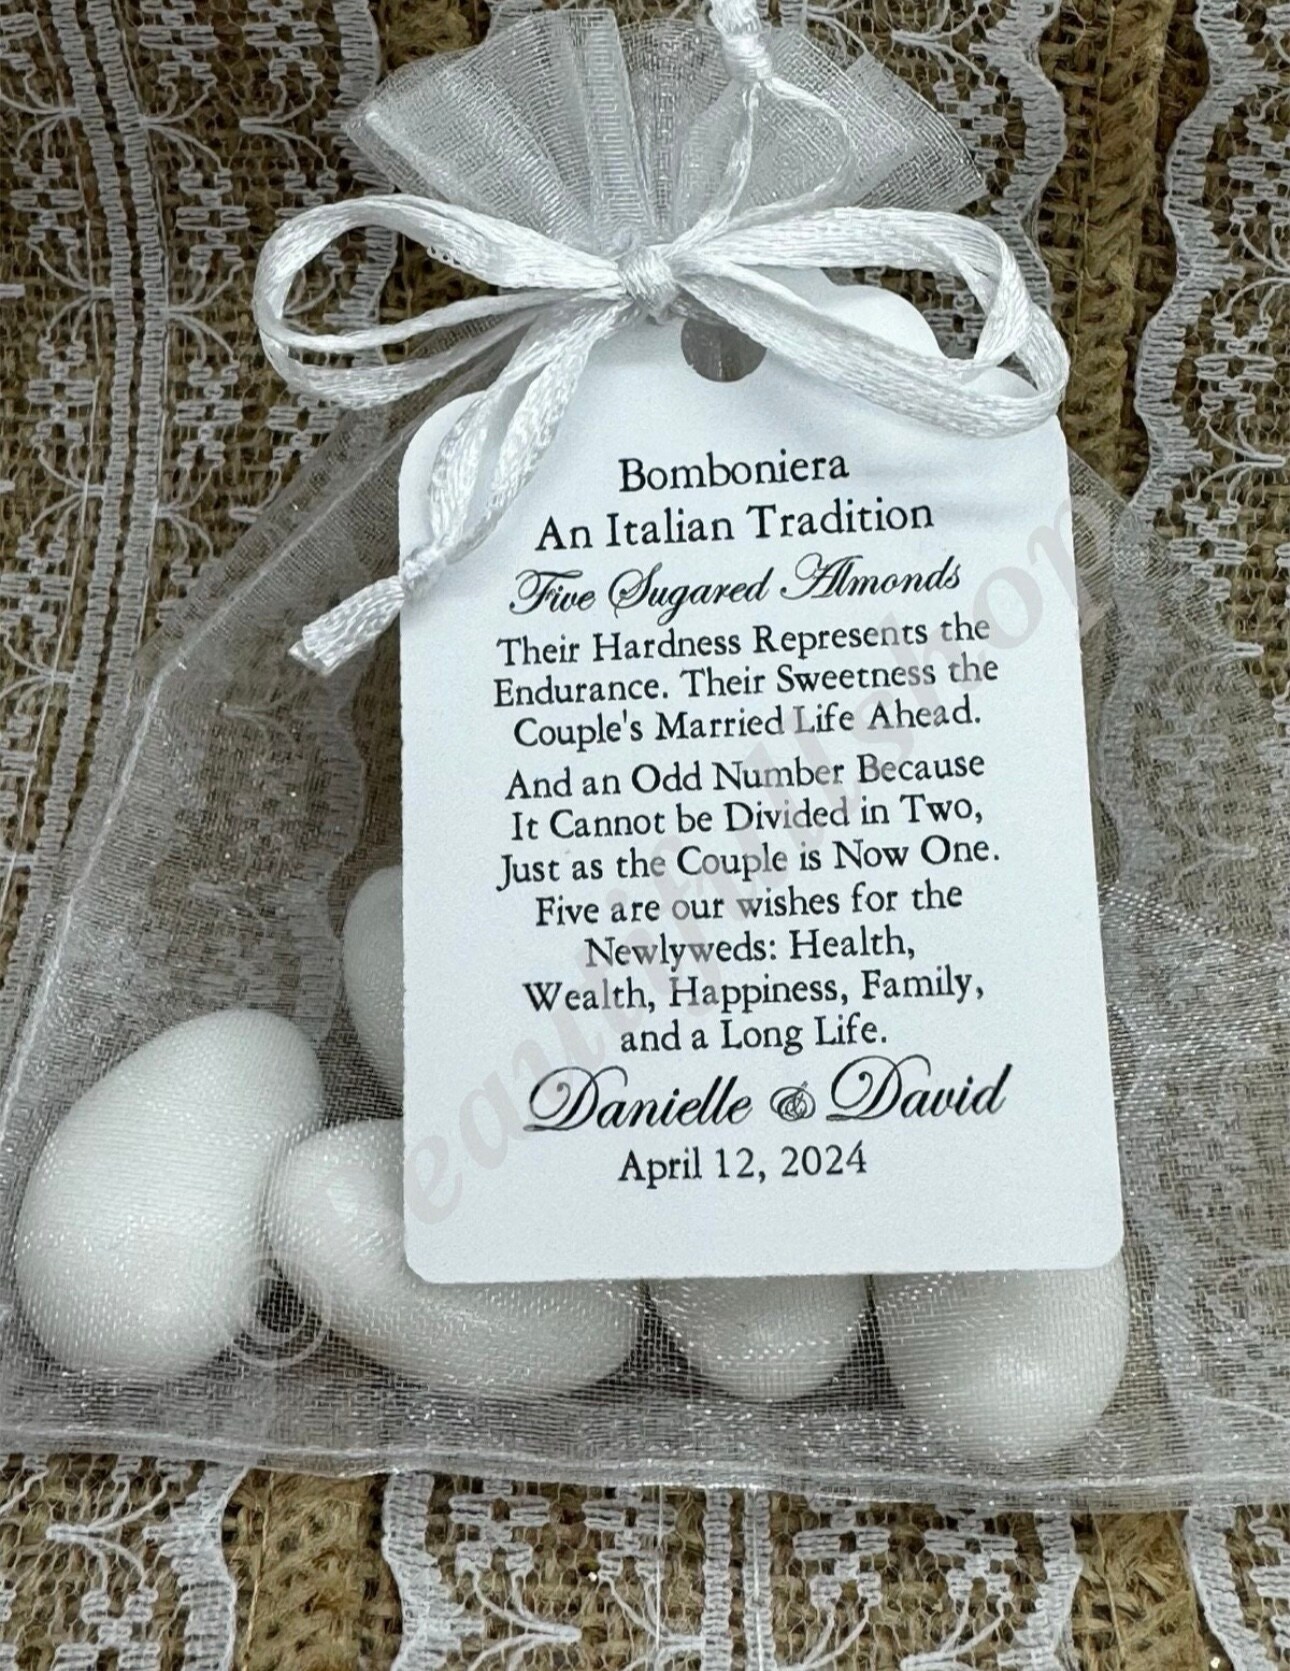 Bomboniera
An Italian Tradition
Five Sugared Almonds
Their Hardness Represents the
Endurance. Their Sweetness the
Couple's Married Life Ahead.
And an Odd Number Because
It Cannot be Divided in Two,
Just as the Couple is Now One.
Five are our wishes for the
Newlyweds: Health,
Wealth, Happiness, Family,
and a Long Life.
Danielle & David
April 12, 2024
©Beautifullshop